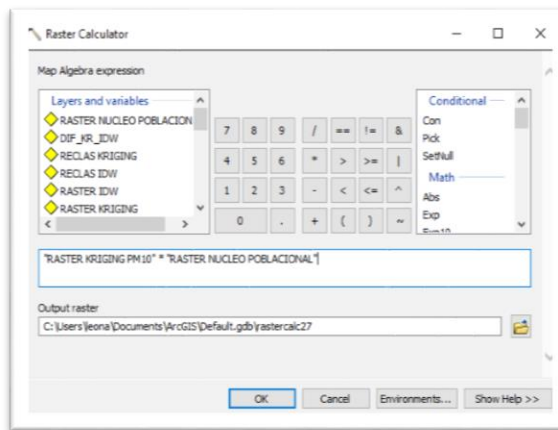 Raster Calculator
Map Algebra expression
Layers and variables
RASTER NUCLEO POBLACION
DIF_KR_IDW
RECLAS KRIGING
RECLAS IDW
RASTER IDW
RASTER KRIGING
7 8 9 / == != &
4 5 6 * > >= |
1 2 3 - < <= ^
0 . + ( ) ~
Conditional
Con
Pick
SetNull
Math
Abs
Exp
Exp10
"RASTER KRIGING PM10" * "RASTER NUCLEO POBLACIONAL"
Output raster
C:\Users\leona\Documents\ArcGIS\Default.gdb\rastercalc27
OK Cancel Environments... Show Help >>